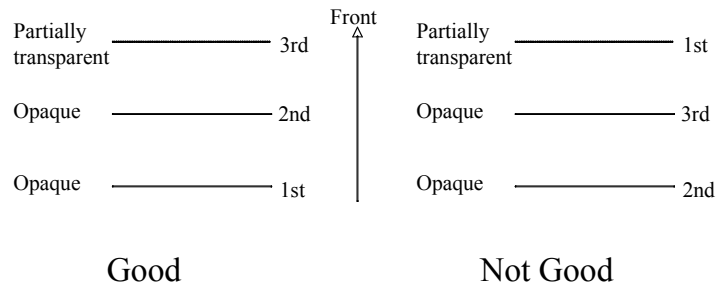 Front
Partially
transparent
3rd
Opaque
2nd
Opaque
1st
Good
Partially
transparent
1st
Opaque
3rd
Opaque
2nd
Not Good